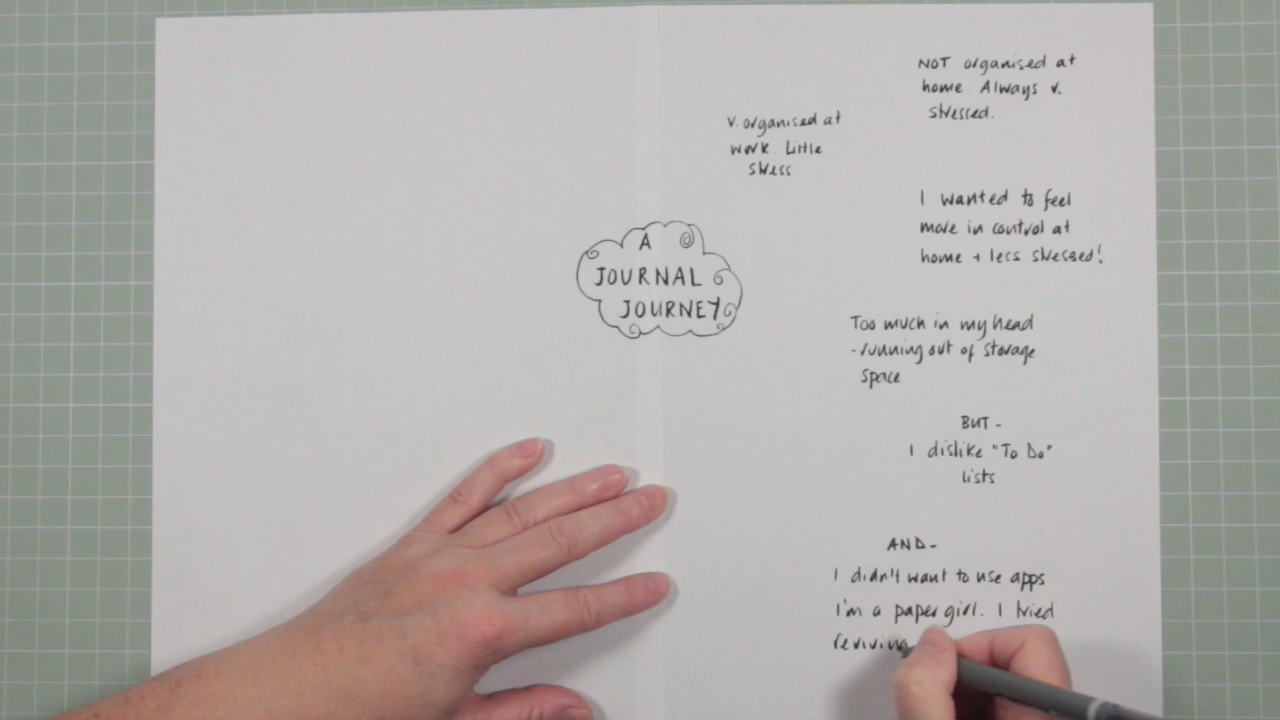 A
JOURNAL
JOURNEY
v. organised at
work. Little
stress
NOT organised at
home. Always v.
stressed.
I wanted to feel
more in control at
home + less stressed!
Too much in my head
- running out of storage
space
BUT -
I dislike "To Do"
lists
AND -
I didn't want to use apps
I'm a paper girl. I tried